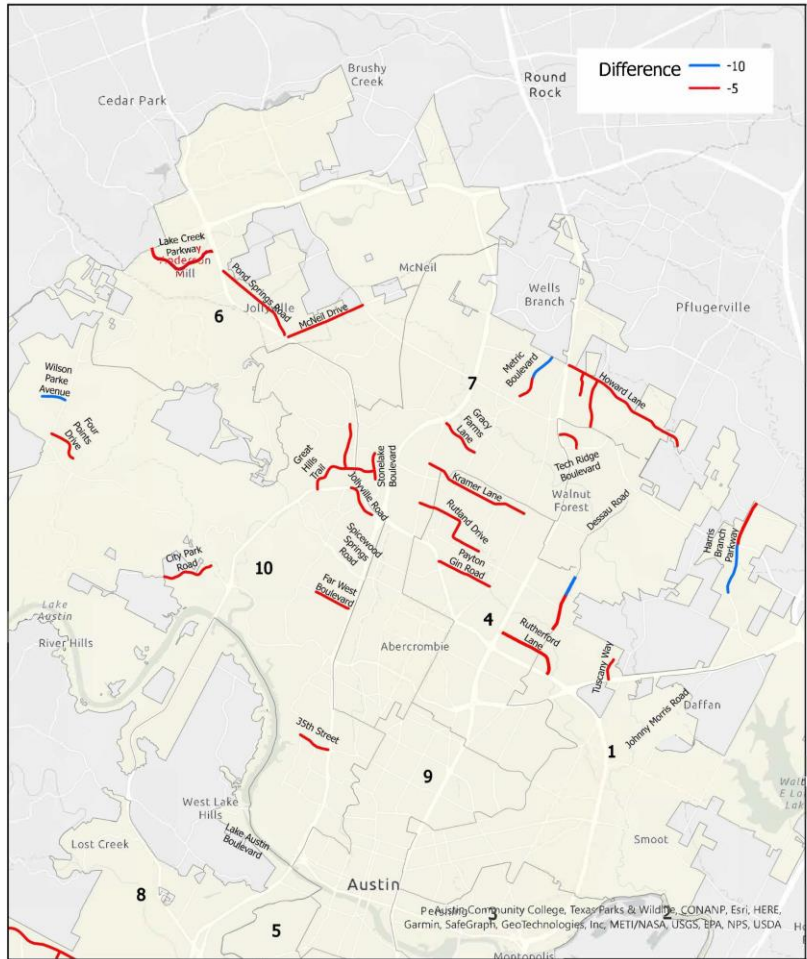 Difference
-10
-5
Round
Rock
Brushy
Creek
Cedar Park
Lake Creek
Parkway
Anderson
Mill
McNeil
Pond Springs Road
Jollyville
McNeil Drive
6
Wells
Branch
Pflugerville
Wilson
Parke
Avenue
Metric
Boulevard
7
Howard Lane
Four
Points
Drive
Gracy
Farms
Lane
Great
Hills
Trail
Stonelake
Boulevard
Jollyville Road
Tech Ridge
Boulevard
Kramer Lane
Walnut
Forest
Dessau Road
Rutland Drive
Spicewood
Springs
Road
Harris
Branch
Parkway
City Park
Road
10
Payton
Gin Road
Far West
Boulevard
Lake
Austin
River Hills
4
Rutherford
Lane
Abercrombie
Tuscany Way
Daffan
Johnny Morris Road
35th Street
1
9
West Lake
Hills
Lake Austin
Boulevard
Lost Creek
Smoot
Austin
8
5
3
2
Austin Community College, Texas Parks & Wildlife, CONANP, Esri, HERE,
Garmin, SafeGraph, GeoTechnologies, Inc, METI/NASA, USGS, EPA, NPS, USDA
Montopolis